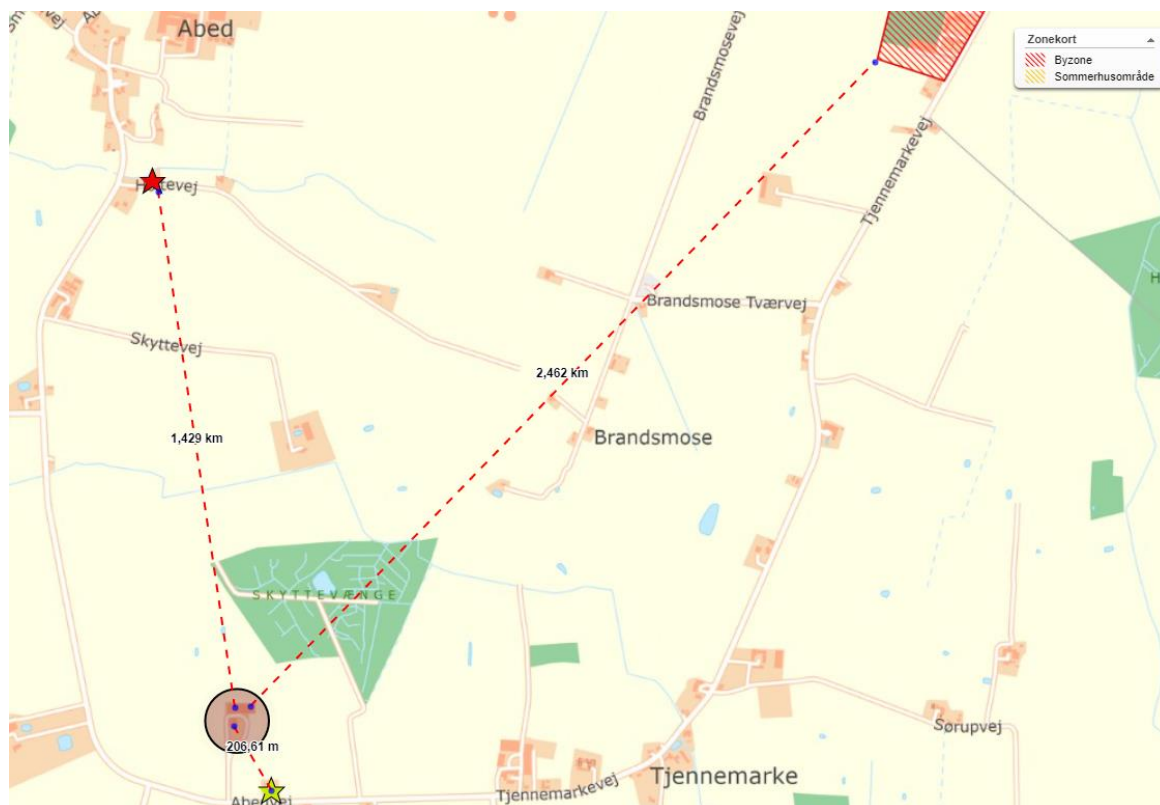 Abed
Zonekort
Byzone
Sommerhusområde
Brandsmosevej
Tjennemarkevej
Brandsmose Tværvej
Skyttevej
2,462 km
1,429 km
Brandsmose
SKYTTEVÆNGE
206,61 m
Sørupvej
Tjennemarke
Tjennemarkevej